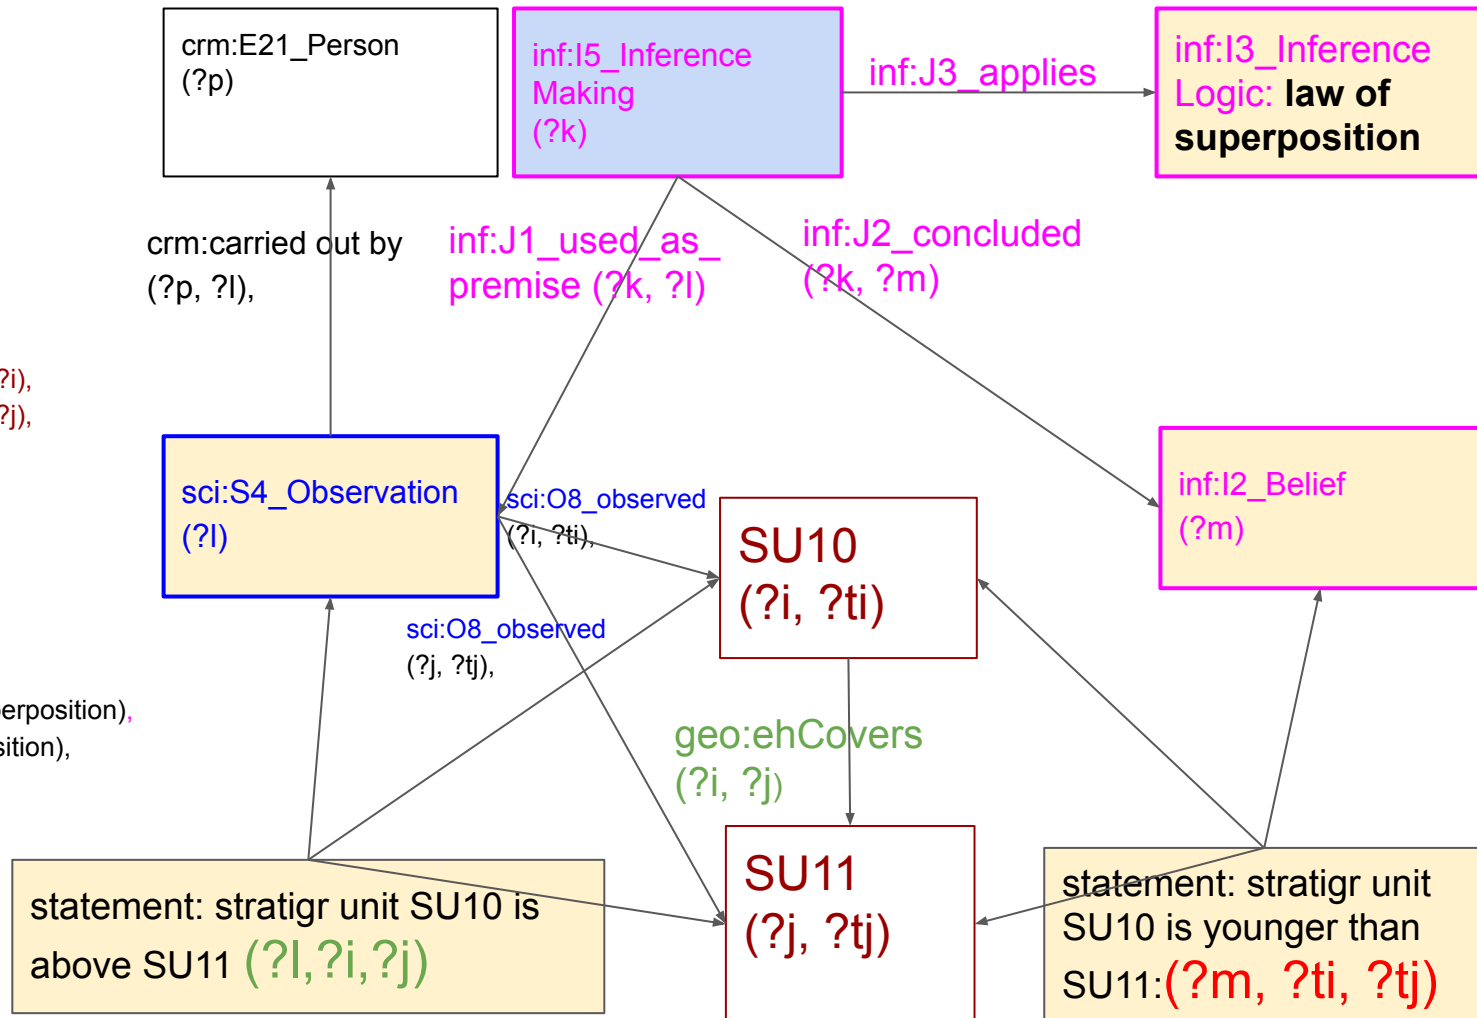 crm:E21_Person
(?p)
inf:I5_Inference
Making
(?k)
inf:J3_applies
inf:I3_Inference
Logic: law of
superposition
crm:carried out by
(?p, ?l),
inf:J1_used_as_
premise (?k, ?l)
inf:J2_concluded
(?k, ?m)
?i),
?j),
sci:S4_Observation
(?l)
sci:O8_observed
(?i, ?ti),
SU10
(?i, ?ti)
inf:I2_Belief
(?m)
sci:O8_observed
(?j, ?tj),
perposition),
sition),
geo:ehCovers
(?i, ?j)
statement: stratigr unit SU10 is
above SU11 (?l,?i,?j)
SU11
(?j, ?tj)
statement: stratigr unit
SU10 is younger than
SU11:(?m, ?ti, ?tj)